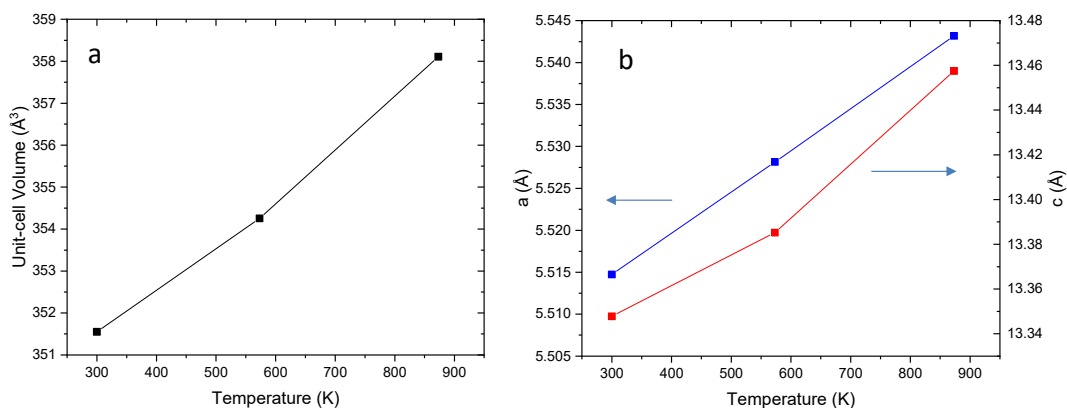 a
Unit-cell Volume (Å³)
359
358
357
356
355
354
353
352
351
300 400 500 600 700 800 900
Temperature (K)
b
a (Å)
5.545
5.540
5.535
5.530
5.525
5.520
5.515
5.510
5.505
300 400 500 600 700 800 900
Temperature (K)
13.48
13.46
13.44
13.42
13.40
13.38
13.36
13.34
c (Å)